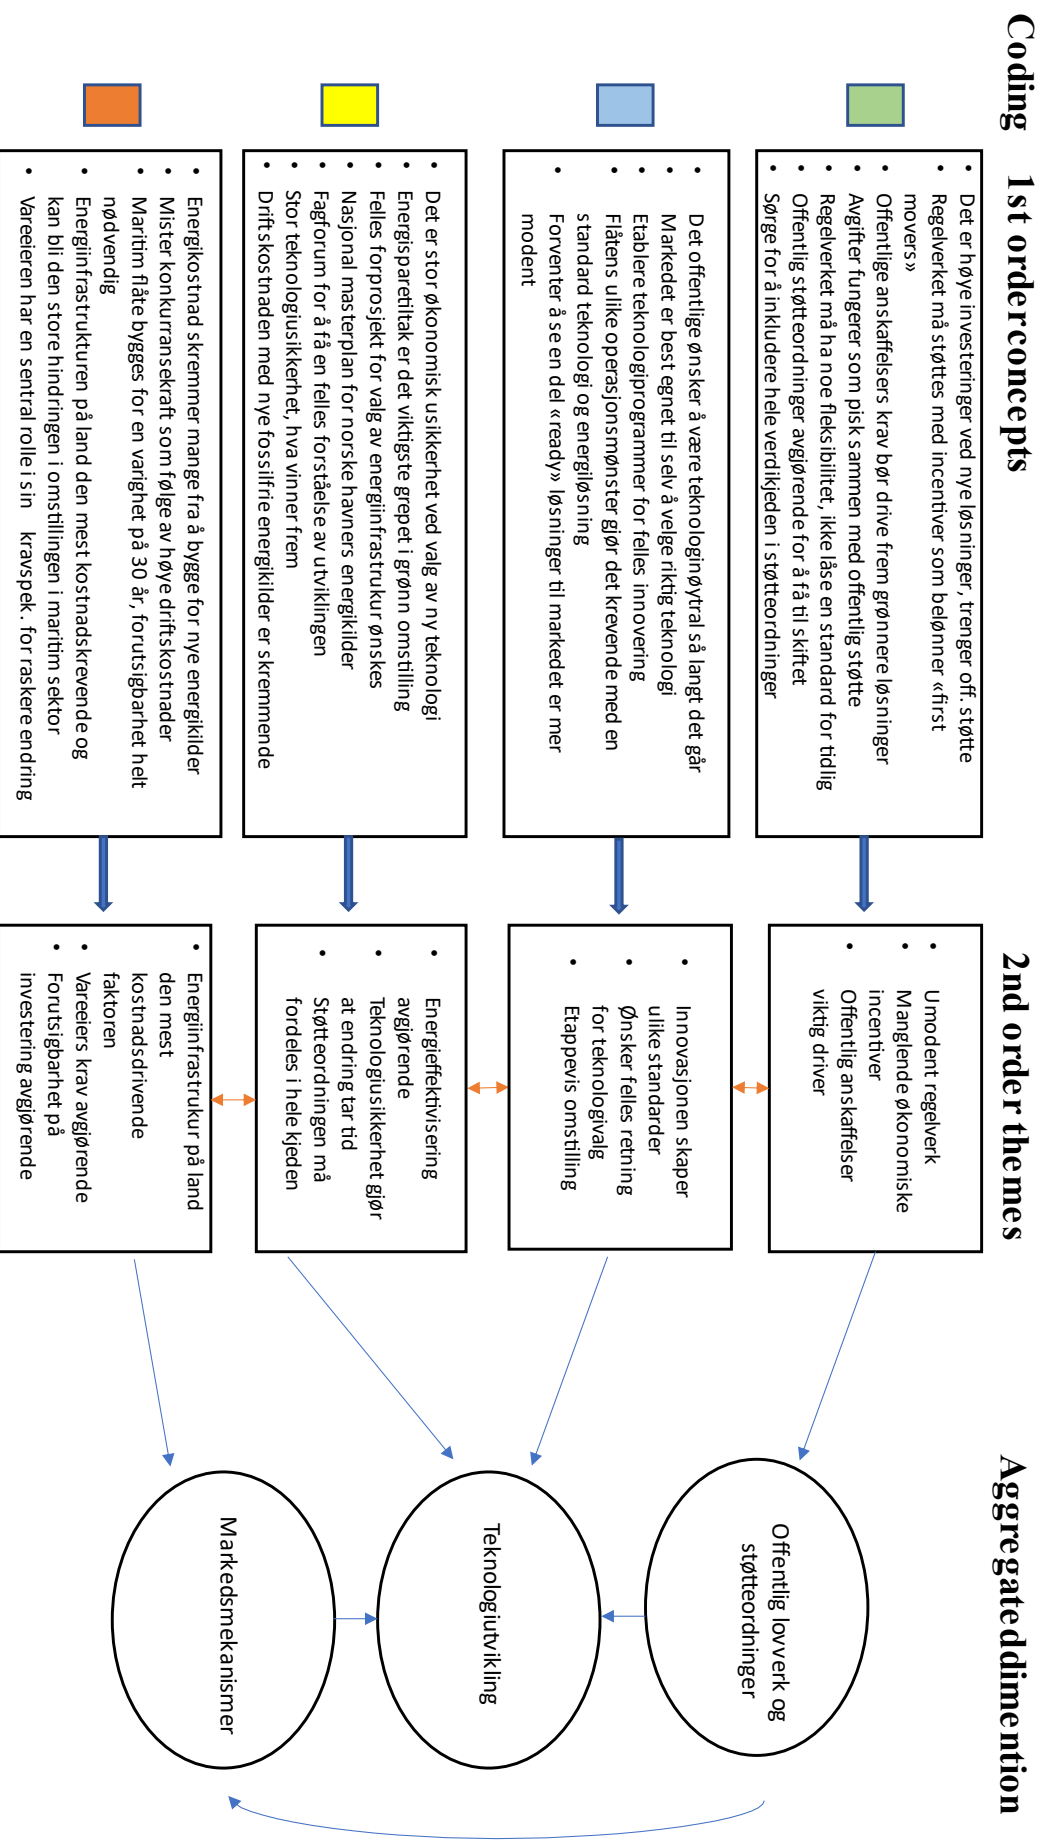 Coding
1st orderconcepts
2nd order themes
Aggregateddimention
• Det er høye investeringer ved nye løsninger, trenger off. støtte
• Regelverket må støttes med incentiver som belønner «first
movers»
• Offentlige anskaffelsers krav bør drive frem grønnere løsninger
• Avgifter fungerer som pisk sammen med offentlig støtte
• Regelverket må ha noe fleksibilitet, ikke låse en standard for tidlig
• Offentlig støtteordninger avgjørende for å få til skiftet
• Sørge for å inkludere hele verdikjeden i støtteordninger
• Umodent regelverk
• Manglende økonomiske
incentiver
• Offentlig anskaffelser
viktig driver
Offentlig lovverk og
støtteordninger
• Det offentlige ønsker å være teknologinøytral så langt det går
• Markedet er best egnet til selv å velge riktig teknologi
• Etablere teknologiprogrammer for felles innovering
• Flåtens ulike operasjonsmønster gjør det krevende med en
standard teknologi og energiløsning
• Forventer å se en del «ready» løsninger til markedet er mer
modent
• Innovasjonen skaper
ulike standarder
• Ønsker felles retning
for teknologivalg
• Etappevis omstilling
Teknologiutvikling
• Det er stor økonomisk usikkerhet ved valg av ny teknologi
• Energisparetiltak er det viktigste grepet i grønn omstilling
• Felles forprosjekt for valg av energiinfrastrukur ønskes
• Nasjonal masterplan for norske havners energikilder
• Fagforum for å få en felles forståelse av utviklingen
• Stor teknologiusikkerhet, hva vinner frem
• Driftskostnaden med nye fossilfrie energikilder er skremmende
• Energieffektivisering
avgjørende
• Teknologiusikkerhet gjør
at endring tar tid
• Støtteordningen må
fordeles i hele kjeden
• Energikostnad skremmer mange fra å bygge for nye energikilder
• Mister konkurransekraft som følge av høye driftskostnader
• Maritim flåte bygges for en varighet på 30 år, forutsigbarhet helt
nødvendig
• Energiinfrastrukturen på land den mest kostnadskrevende og
kan bli den store hindringen i omstillingen i maritim sektor
• Vareeieren har en sentral rolle i sin kravspek. for raskere endring
• Energiinfrastrukur på land
den mest
kostnadsdrivende
faktoren
• Vareeiers krav avgjørende
• Forutsigbarhet på
investering avgjørende
Markedsmekanismer